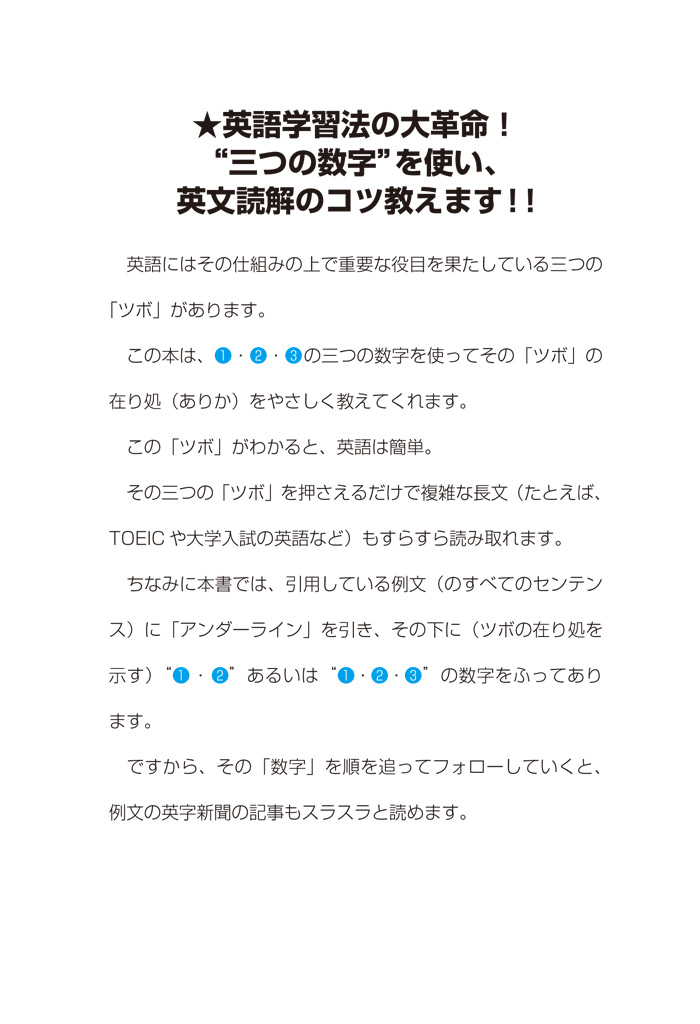 ★英語学習法の大革命！
“三つの数字”を使い、
英文読解のコツ教えます！！
英語にはその仕組みの上で重要な役目を果たしている三つの
「ツボ」があります。
この本は、❶・❷・❸の三つの数字を使ってその「ツボ」の
在り処（ありか）をやさしく教えてくれます。
この「ツボ」がわかると、英語は簡単。
その三つの「ツボ」を押さえるだけで複雑な長文（たとえば、
TOEICや大学入試の英語など）もすらすら読み取れます。
ちなみに本書では、引用している例文（のすべてのセンテン
ス）に「アンダーライン」を引き、その下に（ツボの在り処を
示す）“❶・❷”あるいは“❶・❷・❸”の数字をふってあり
ます。
ですから、その「数字」を順を追ってフォローしていくと、
例文の英字新聞の記事もスラスラと読めます。